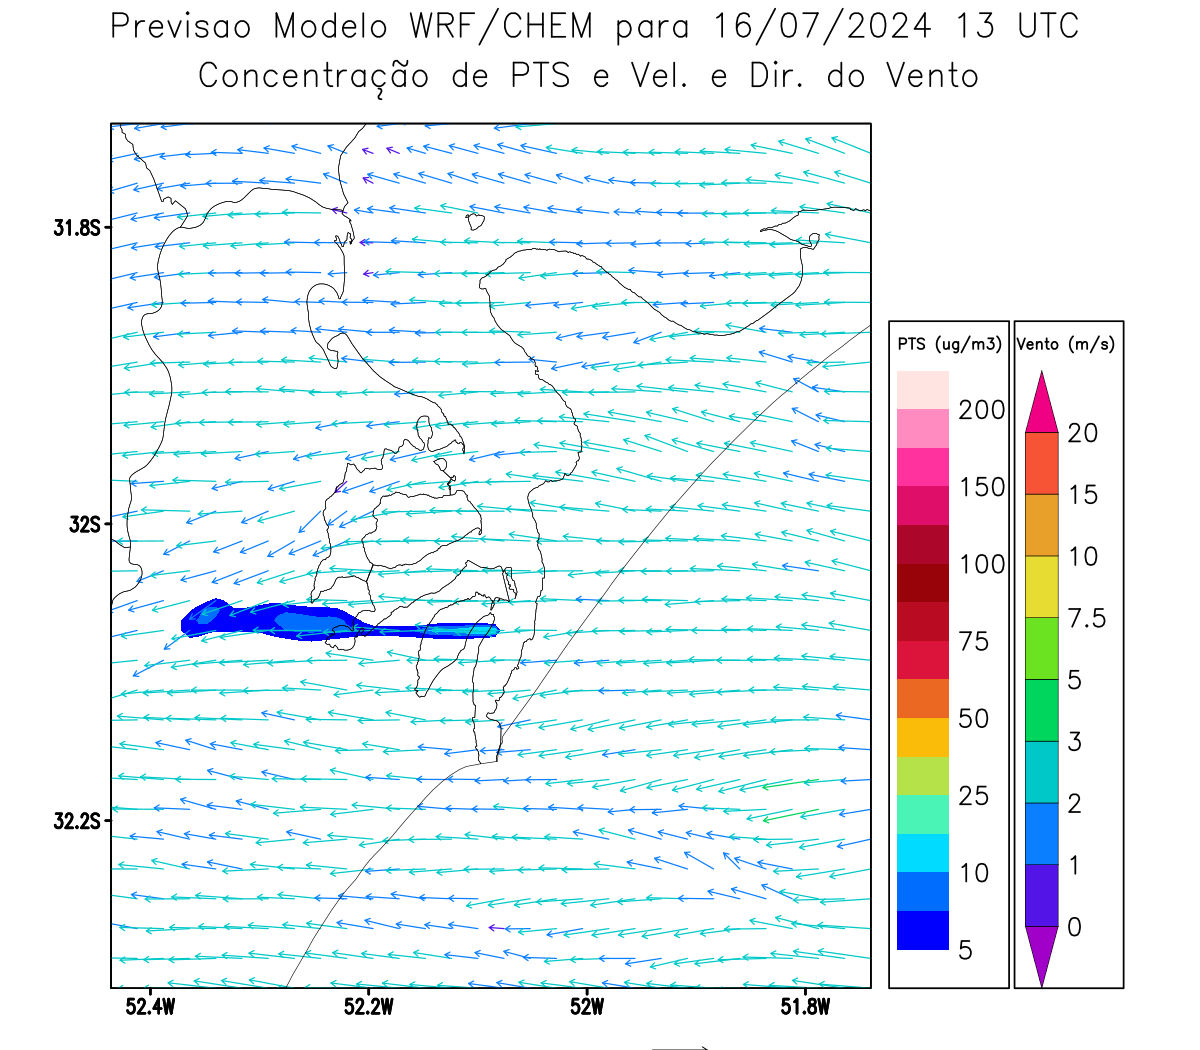 Previsao Modelo WRF/CHEM para 16/07/2024 13 UTC
Concentração de PTS e Vel. e Dir. do Vento
31.8S
32S
32.2S
52.4W 52.2W 52W 51.8W
PTS (ug/m3)
200
150
100
75
50
25
10
5
Vento (m/s)
20
15
10
7.5
5
3
2
1
0